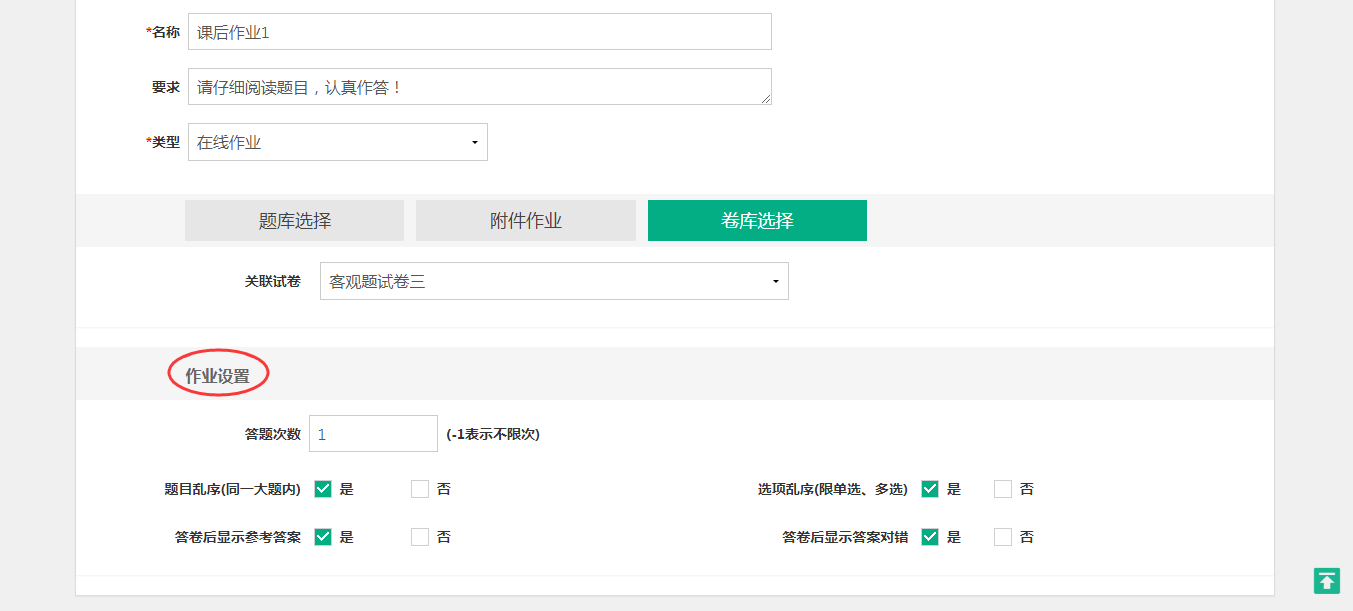 *名称 课后作业1
要求 请仔细阅读题目，认真作答！
*类型 在线作业
题库选择 附件作业 卷库选择
关联试卷 客观题试卷三
作业设置
答题次数 1 (-1表示不限次)
题目乱序(同一大题内) 是 否 选项乱序(限单选、多选) 是 否
答卷后显示参考答案 是 否 答卷后显示答案对错 是 否